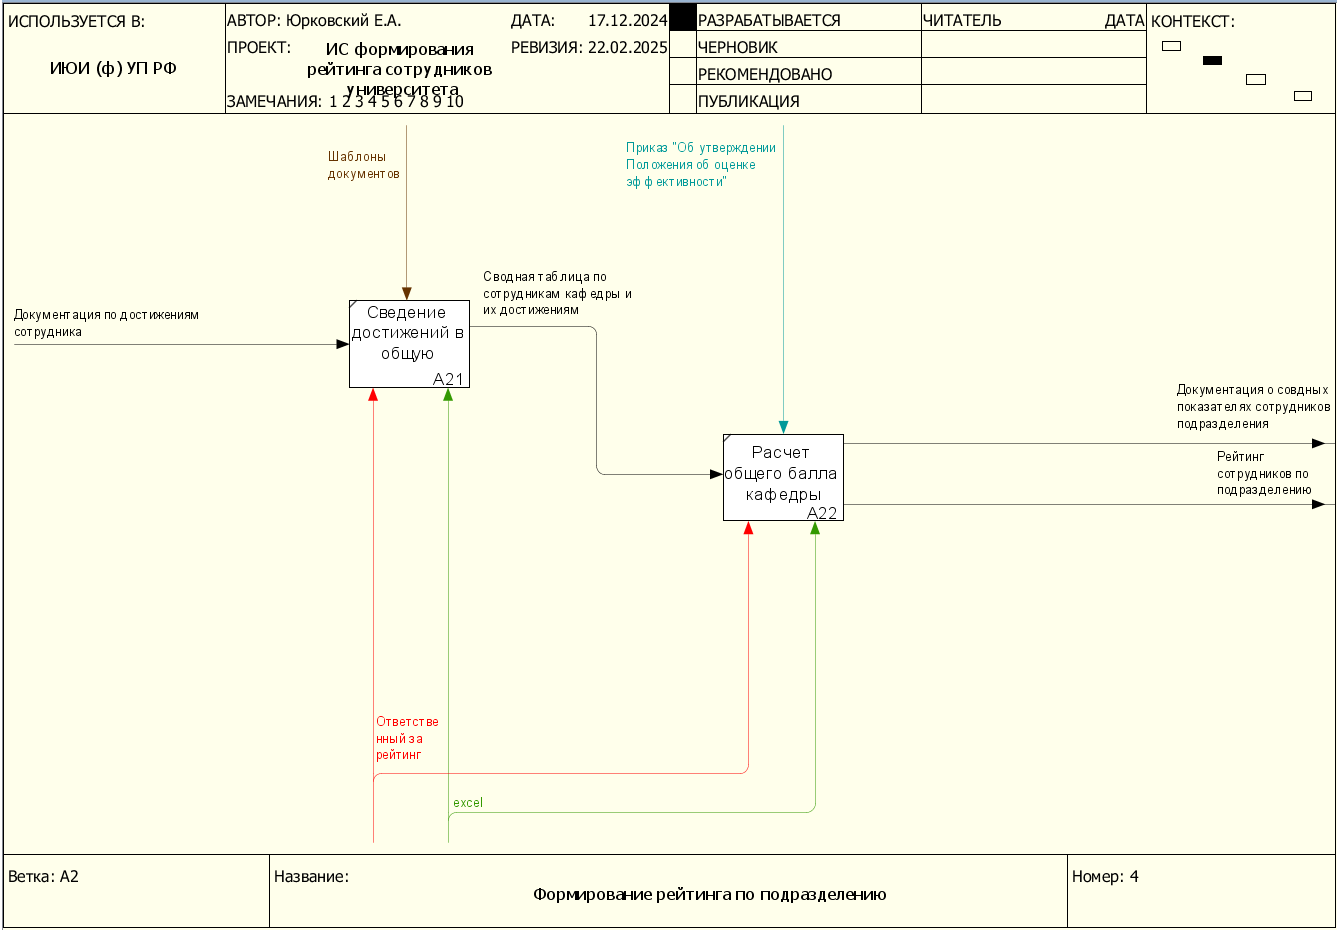 ИСПОЛЬЗУЕТСЯ В:
ИЮИ (ф) УП РФ
АВТОР: Юрковский Е.А.
ДАТА: 17.12.2024
ПРОЕКТ:
ИС формирования
рейтинга сотрудников
университета
РЕВИЗИЯ: 22.02.2025
ЗАМЕЧАНИЯ: 1 2 3 4 5 6 7 8 9 10
РАЗРАБАТЫВАЕТСЯ
ЧЕРНОВИК
РЕКОМЕНДОВАНО
ПУБЛИКАЦИЯ
ЧИТАТЕЛЬ
ДАТА
КОНТЕКСТ:
Шаблоны
документов
Приказ "Об утверждении
Положения об оценке
эффективности"
Сводная таблица по
сотрудникам кафедры и
их достижениям
Документация по достижениям
сотрудника
Сведение
достижений в
общую
A21
Документация о совдных
показателях сотрудников
подразделения
Расчет
общего балла
кафедры
A22
Рейтинг
сотрудников по
подразделению
Ответстве
нный за
рейтинг
excel
Ветка: A2
Название:
Формирование рейтинга по подразделению
Номер: 4